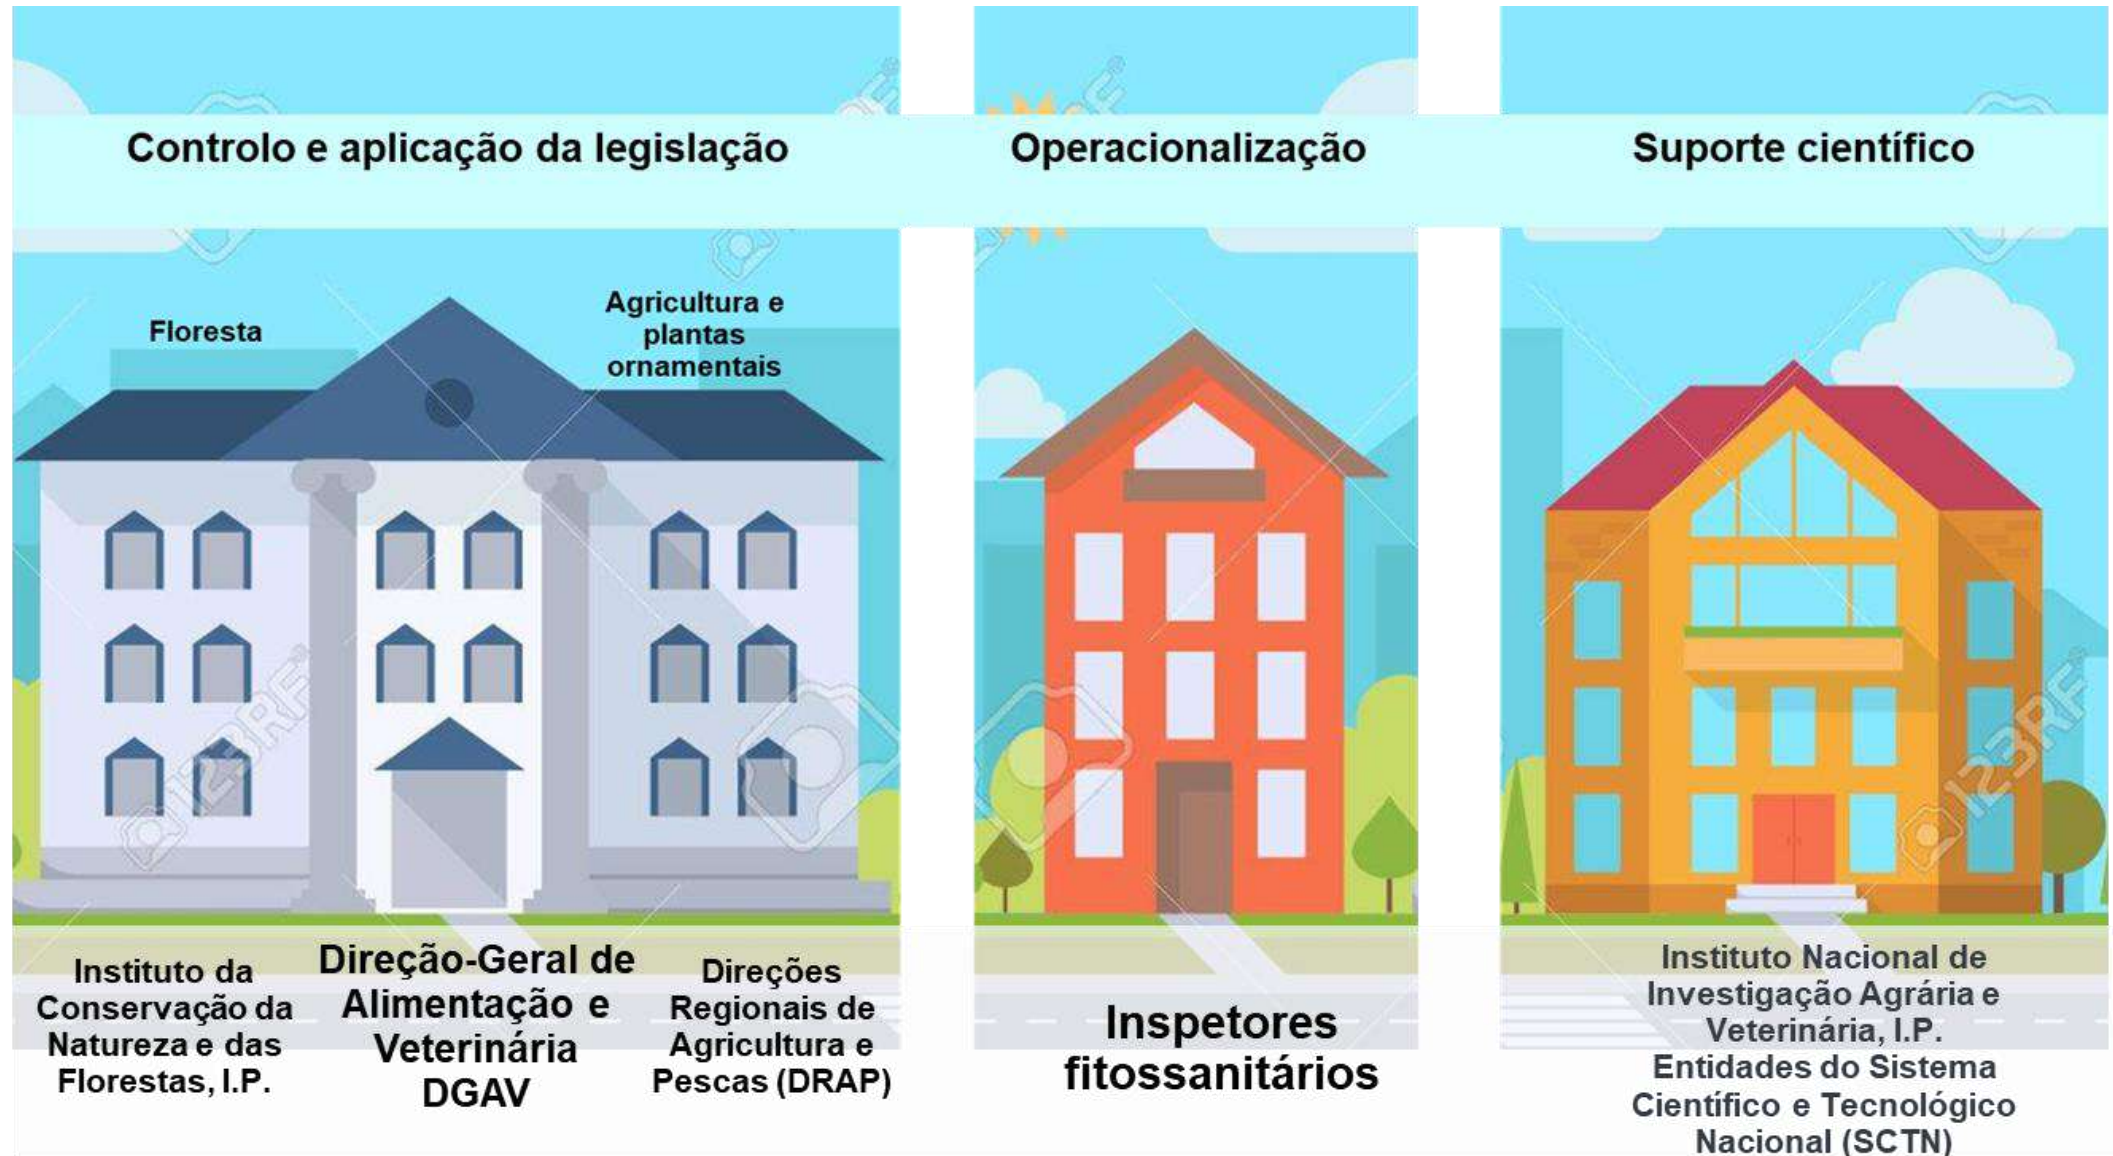 Controlo e aplicação da legislação
Operacionalização
Suporte científico
Floresta
Agricultura e
plantas
ornamentais
Instituto da
Conservação da
Natureza e das
Florestas, I.P.
Direção-Geral de
Alimentação e
Veterinária
DGAV
Direções
Regionais de
Agricultura e
Pescas (DRAP)
Inspetores
fitossanitários
Instituto Nacional de
Investigação Agrária e
Veterinária, I.P.
Entidades do Sistema
Científico e Tecnológico
Nacional (SCTN)
123RF®
123RF®